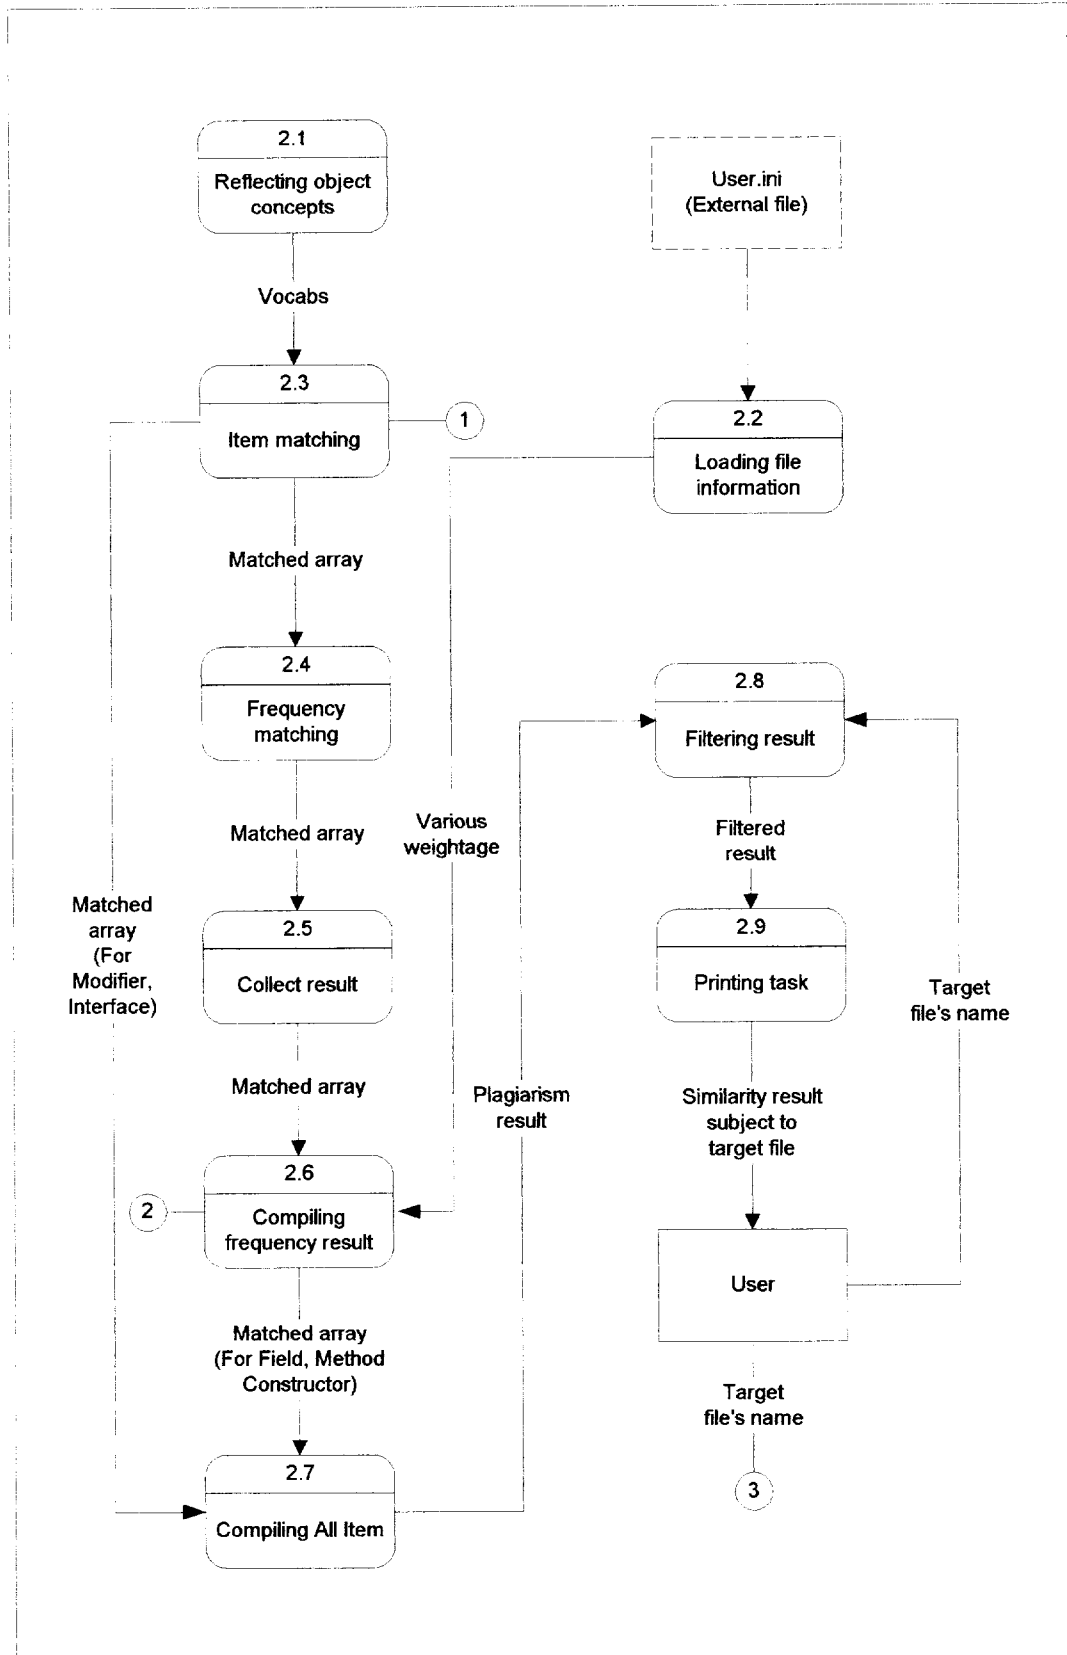 2.1
Reflecting object
concepts
User.ini
(External file)
Vocabs
2.3
Item matching
1
2.2
Loading file
information
Matched array
2.4
Frequency
matching
2.8
Filtering result
Matched array
Various
weightage
Filtered
result
Matched
array
(For
Modifier,
Interface)
2.5
Collect result
2.9
Printing task
Target
file's name
Matched array
Plagiarism
result
Similarity result
subject to
target file
2.6
Compiling
frequency result
2
User
Matched array
(For Field, Method
Constructor)
Target
file's name
2.7
Compiling All Item
3